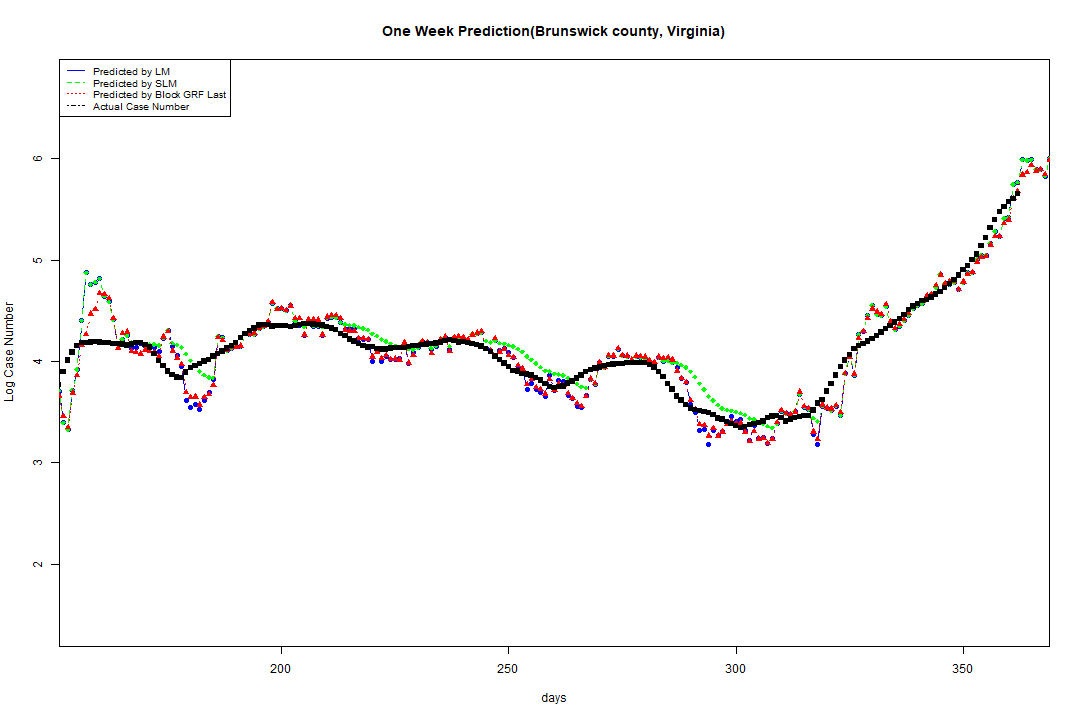 One Week Prediction(Brunswick county, Virginia)
Predicted by LM
Predicted by SLM
Predicted by Block GRF Last
Actual Case Number
6
5
4
3
2
Log Case Number
200
250
300
350
days